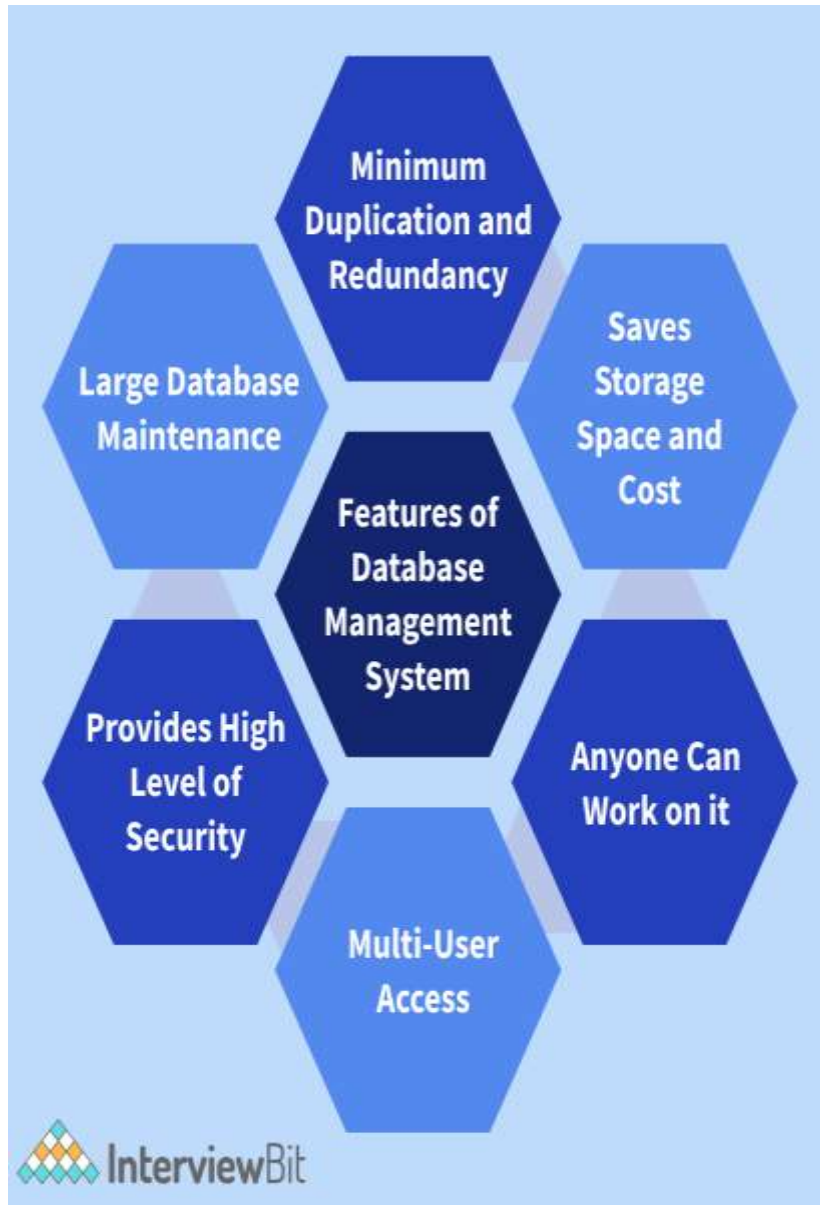 Minimum
Duplication and
Redundancy
Saves
Storage
Space and
Cost
Large Database
Maintenance
Features of
Database
Management
System
Anyone Can
Work on it
Provides High
Level of
Security
Multi-User
Access
InterviewBit